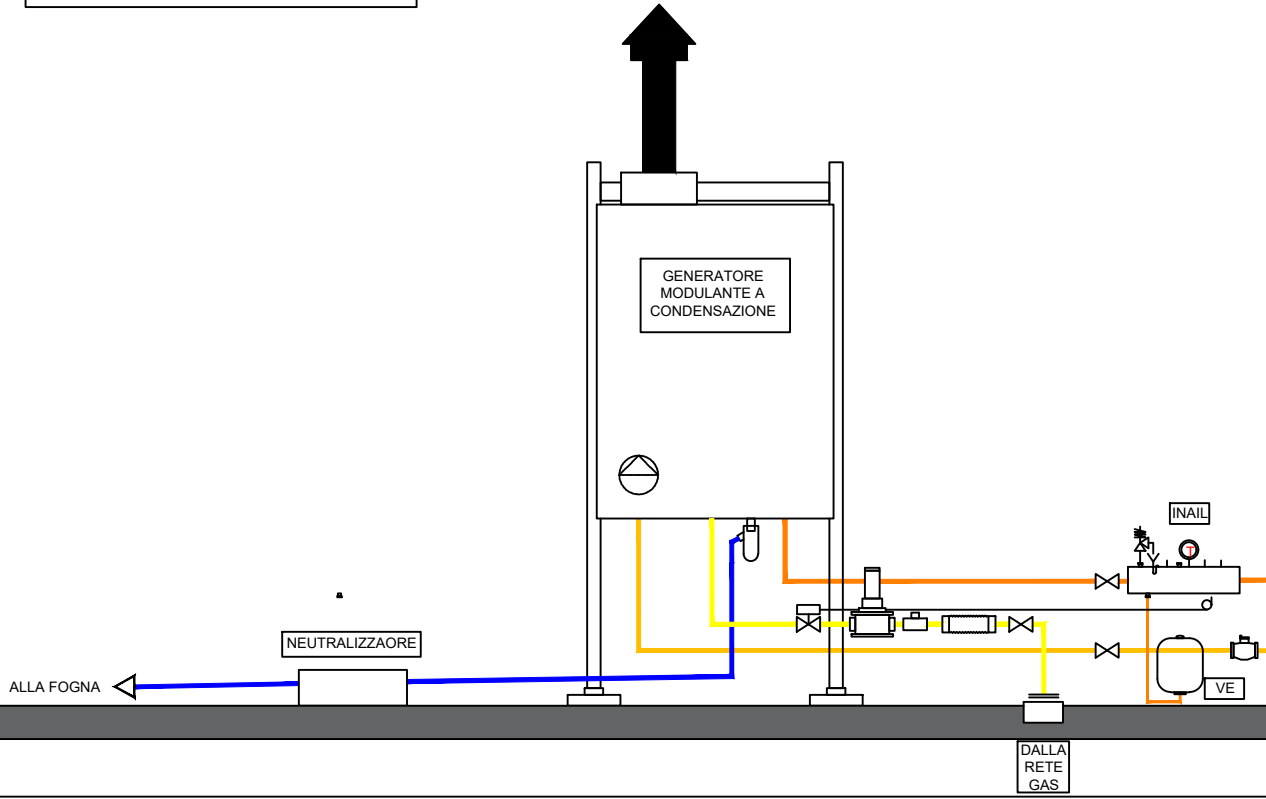 GENERATORE
MODULANTE A
CONDENSAZIONE
INAIL
T
NEUTRALIZZAORE
ALLA FOGNA
VE
DALLA
RETE
GAS